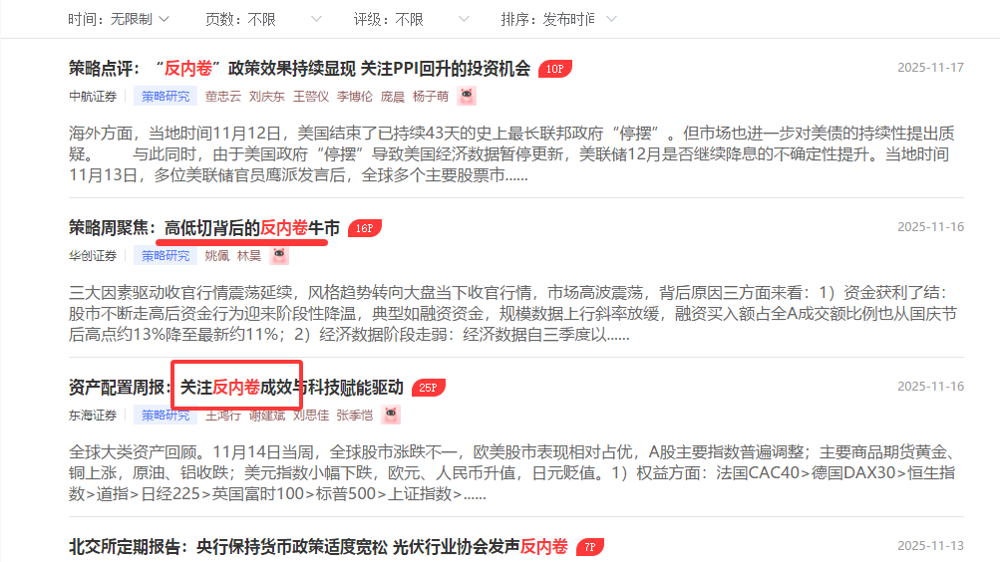 时间：无限制 页数：不限 评级：不限 排序：发布时间
策略点评：“反内卷”政策效果持续显现 关注PPI回升的投资机会 10P 2025-11-17
中航证券 策略研究 董忠云 刘庆东 王警仪 李博伦 庞晨 杨子萌
海外方面，当地时间11月12日，美国结束了已持续43天的史上最长联邦政府“停摆”。但市场也进一步对美债的持续性提出质
疑。 与此同时，由于美国政府“停摆”导致美国经济数据暂停更新，美联储12月是否继续降息的不确定性提升。当地时间
11月13日，多位美联储官员鹰派发言后，全球多个主要股票市......
策略周聚焦：高低切背后的反内卷牛市 16P 2025-11-16
华创证券 策略研究 姚佩 林昊
三大因素驱动收官行情震荡延续，风格趋势转向大盘当下收官行情，市场高波震荡，背后原因三方面来看：1）资金获利了结：
股市不断走高后资金行为迎来阶段性降温，典型如融资资金，规模数据上行斜率放缓，融资买入额占全A成交额比例也从国庆节
后高点约13%降至最新约11%；2）经济数据阶段走弱：经济数据自三季度以......
资产配置周报：关注反内卷成效与科技赋能驱动 25P 2025-11-16
东海证券 策略研究 王鸿行 谢建斌 刘思佳 张季恺
全球大类资产回顾。11月14日当周，全球股市涨跌不一，欧美股市表现相对占优，A股主要指数普遍调整；主要商品期货黄金、
铜上涨，原油、铝收跌；美元指数小幅下跌，欧元、人民币升值，日元贬值。1）权益方面：法国CAC40>德国DAX30>恒生指
数>道指>日经225>英国富时100>标普500>上证指数>......
北交所定期报告：央行保持货币政策适度宽松 光伏行业协会发声反内卷 7P 2025-11-13